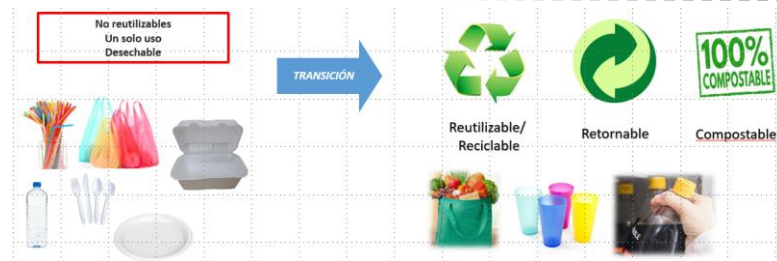 No reutilizables
Un solo uso
Desechable
TRANSICIÓN
100%
COMPOSTABLE
Reutilizable/
Reciclable
Retornable
Compostable